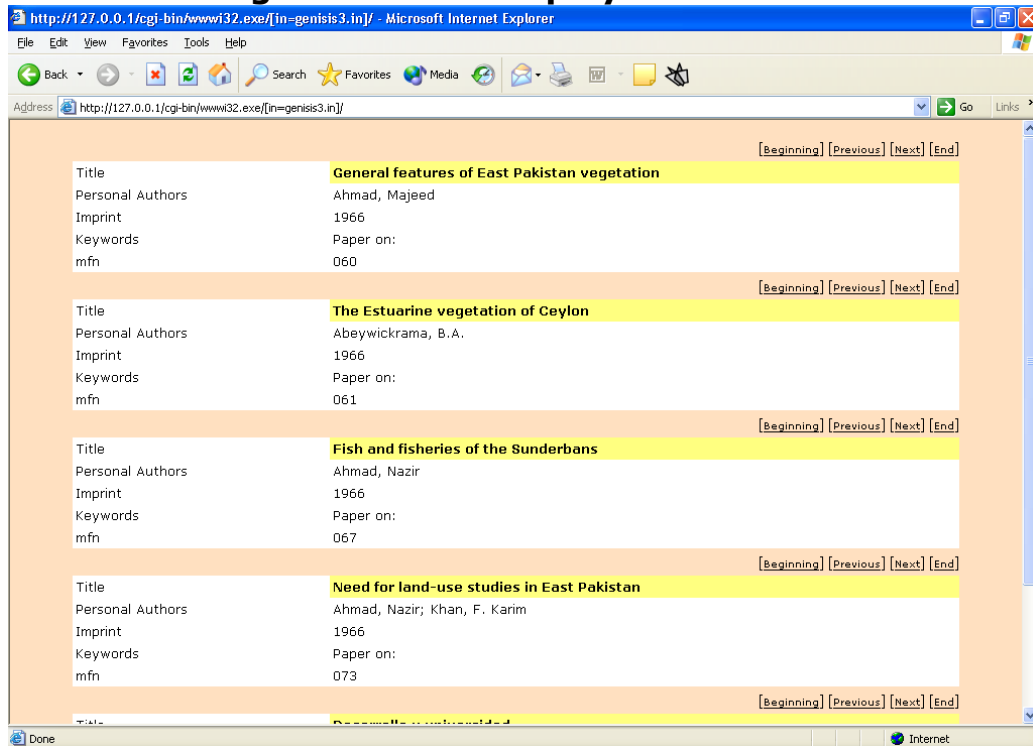 http://127.0.0.1/cgi-bin/wwwi32.exe/[in=genisis3.in]/ - Microsoft Internet Explorer
File Edit View Favorites Tools Help
Back Search Favorites Media
Address http://127.0.0.1/cgi-bin/wwwi32.exe/[in=genisis3.in]/ Go Links
[Beginning] [Previous] [Next] [End]
Title General features of East Pakistan vegetation
Personal Authors Ahmad, Majeed
Imprint 1966
Keywords Paper on:
mfn 060
[Beginning] [Previous] [Next] [End]
Title The Estuarine vegetation of Ceylon
Personal Authors Abeywickrama, B.A.
Imprint 1966
Keywords Paper on:
mfn 061
[Beginning] [Previous] [Next] [End]
Title Fish and fisheries of the Sunderbans
Personal Authors Ahmad, Nazir
Imprint 1966
Keywords Paper on:
mfn 067
[Beginning] [Previous] [Next] [End]
Title Need for land-use studies in East Pakistan
Personal Authors Ahmad, Nazir; Khan, F. Karim
Imprint 1966
Keywords Paper on:
mfn 073
[Beginning] [Previous] [Next] [End]
Title
Done Internet